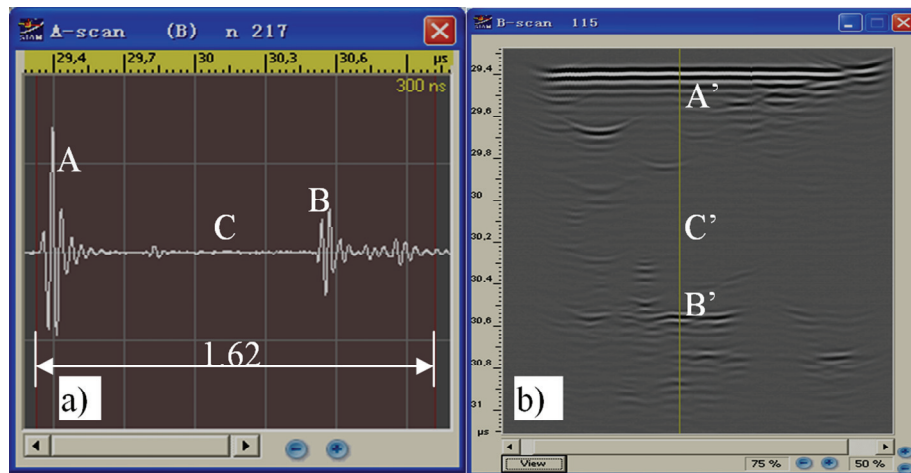 A-scan (B) n 217
29,4 29,7 30 30,3 30,6 µs
300 ns
A
B
C
1.62
a)
B-scan 115
29,4
A’
29,6
29,8
30
C’
30,2
30,4
B’
30,6
30,8
b)
31
µs
View
75 %
50 %